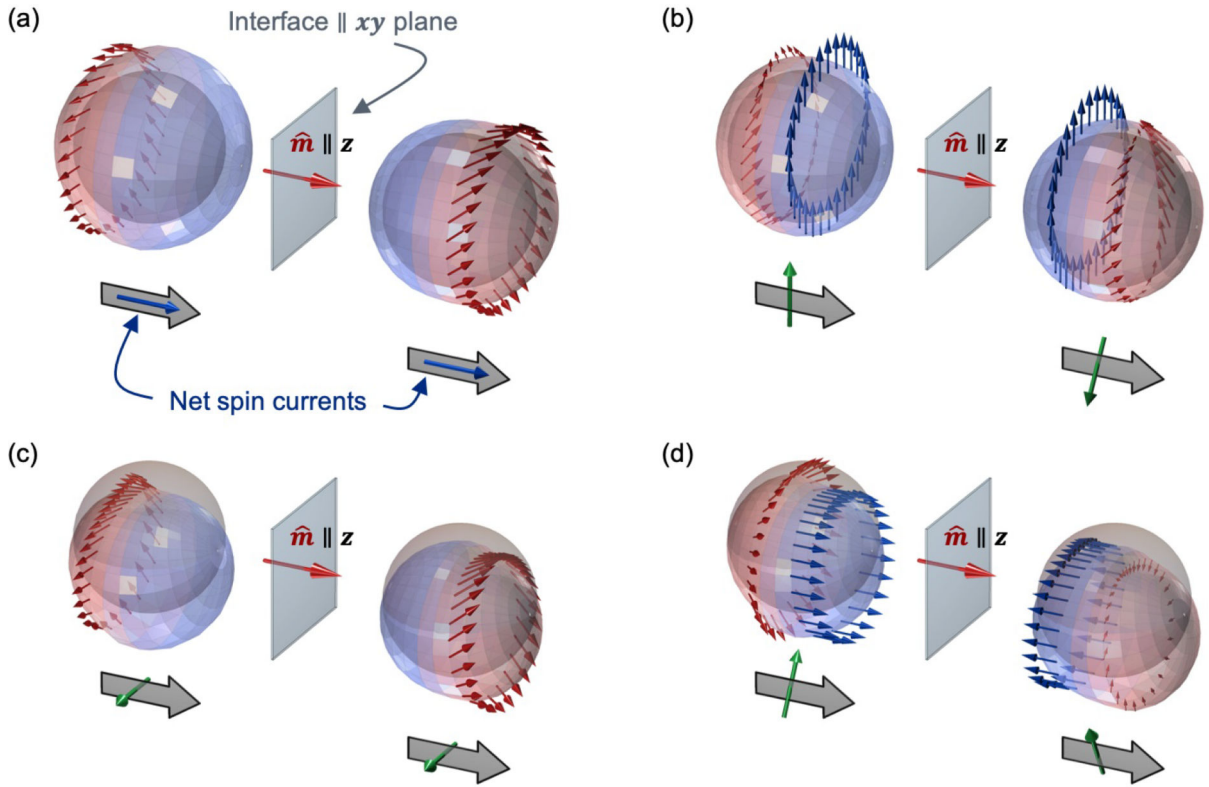 (a)
Interface ∥ xy plane
m̂ ∥ z
Net spin currents
(b)
m̂ ∥ z
(c)
m̂ ∥ z
(d)
m̂ ∥ z